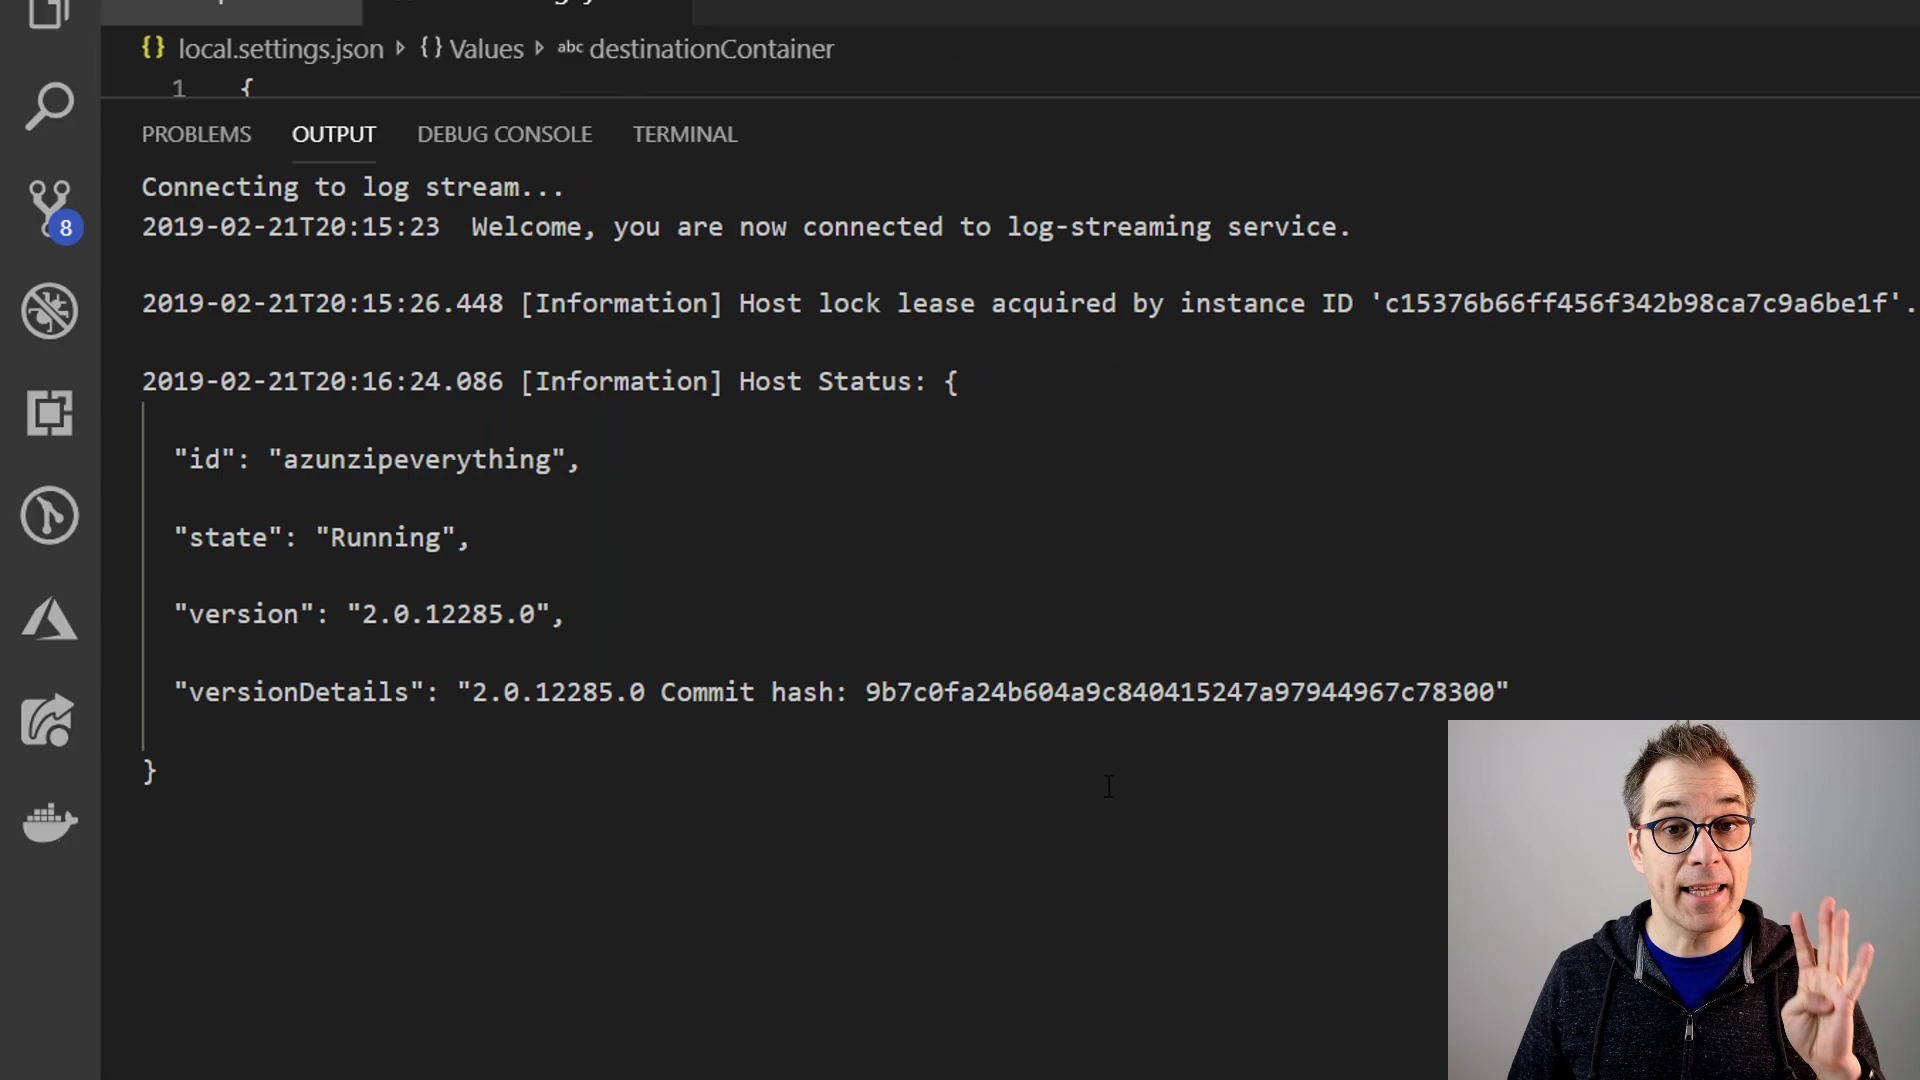 local.settings.json {} Values abc destinationContainer
1 {
PROBLEMS OUTPUT DEBUG CONSOLE TERMINAL
Connecting to log stream...
2019-02-21T20:15:23  Welcome, you are now connected to log-streaming service.
2019-02-21T20:15:26.448 [Information] Host lock lease acquired by instance ID 'c15376b66ff456f342b98ca7c9a6be1f'.
2019-02-21T20:16:24.086 [Information] Host Status: {
"id": "azunzipeverything",
"state": "Running",
"version": "2.0.12285.0",
"versionDetails": "2.0.12285.0 Commit hash: 9b7c0fa24b604a9c840415247a97944967c78300"
}
8